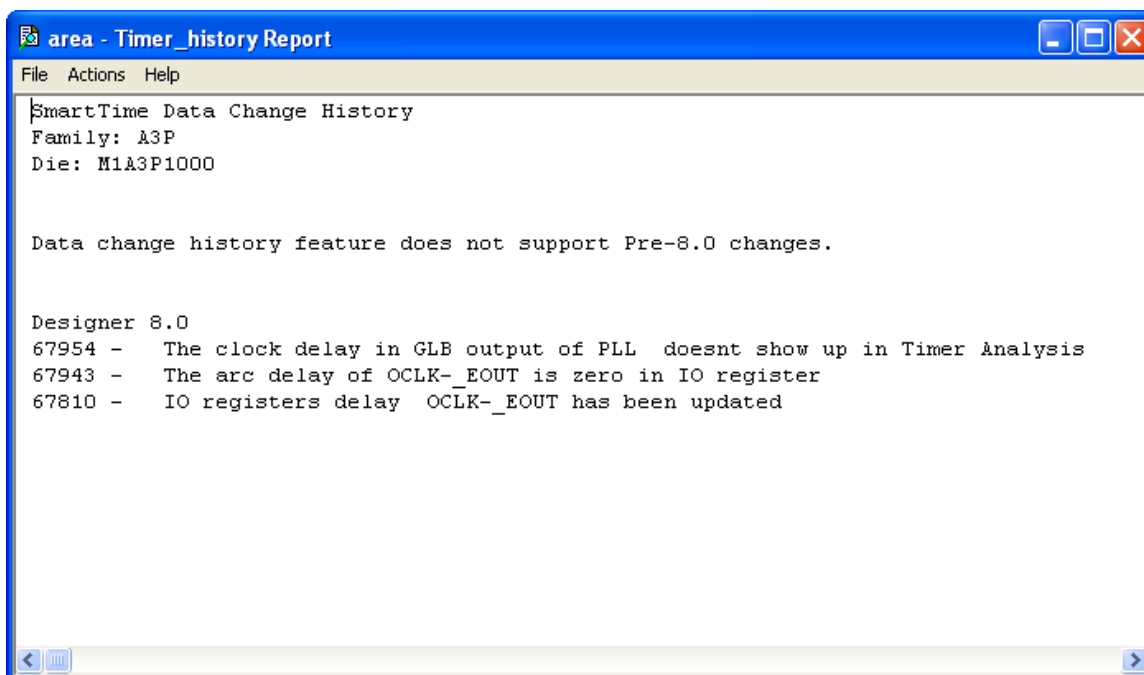 area - Timer_history Report
File Actions Help
SmartTime Data Change History
Family: A3P
Die: M1A3P1000
Data change history feature does not support Pre-8.0 changes.
Designer 8.0
67954 - The clock delay in GLB output of PLL doesnt show up in Timer Analysis
67943 - The arc delay of OCLK-_EOUT is zero in IO register
67810 - IO registers delay OCLK-_EOUT has been updated